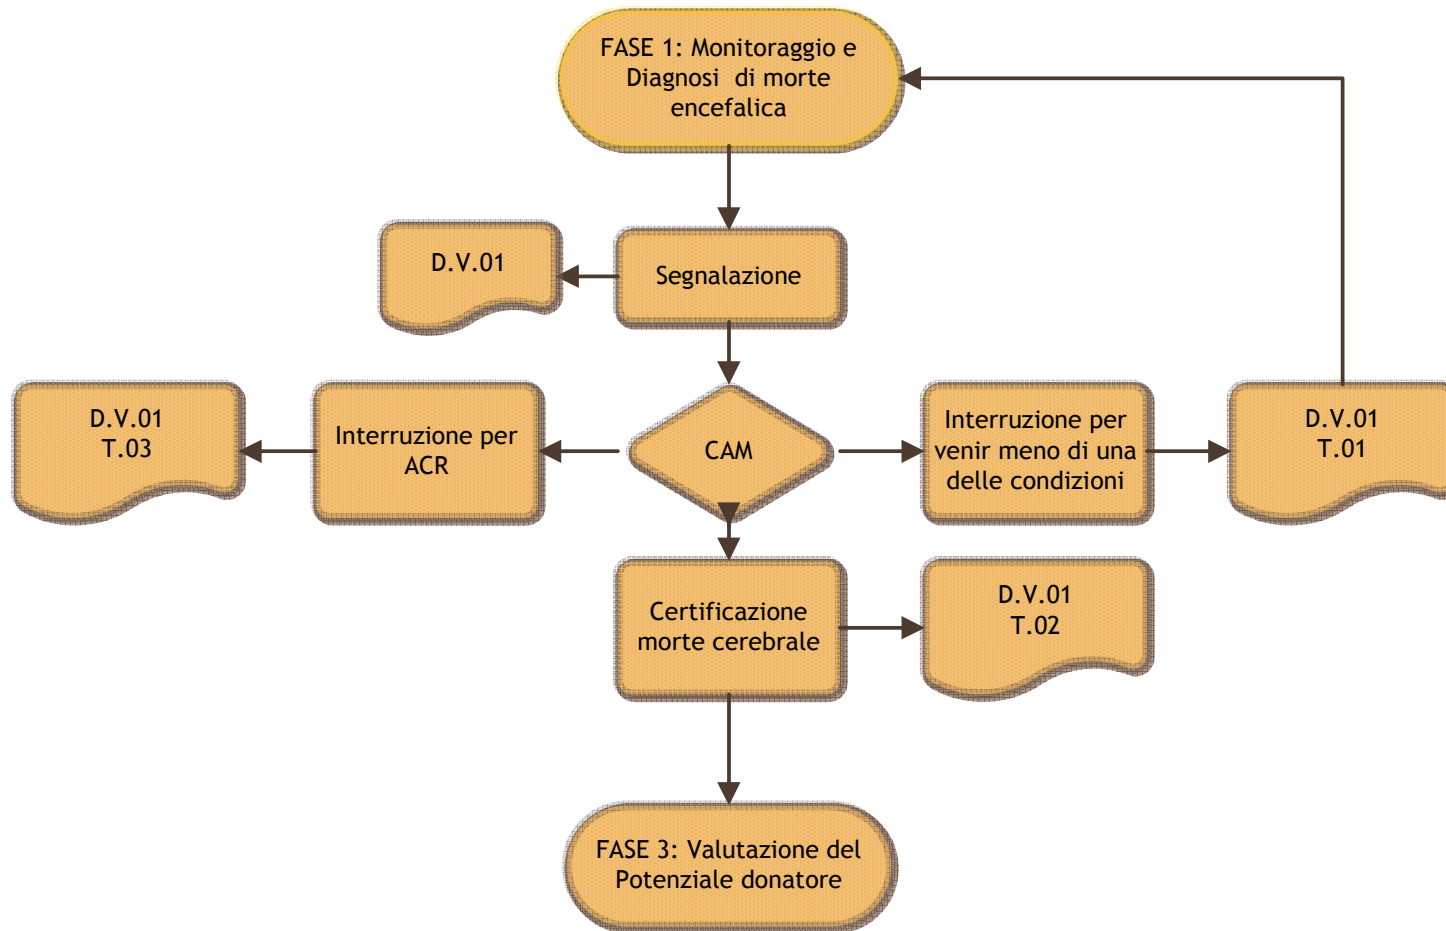 FASE 1: Monitoraggio e
Diagnosi di morte
encefalica
D.V.01
Segnalazione
D.V.01
T.03
Interruzione per
ACR
CAM
Interruzione per
venir meno di una
delle condizioni
D.V.01
T.01
Certificazione
morte cerebrale
D.V.01
T.02
FASE 3: Valutazione del
Potenziale donatore